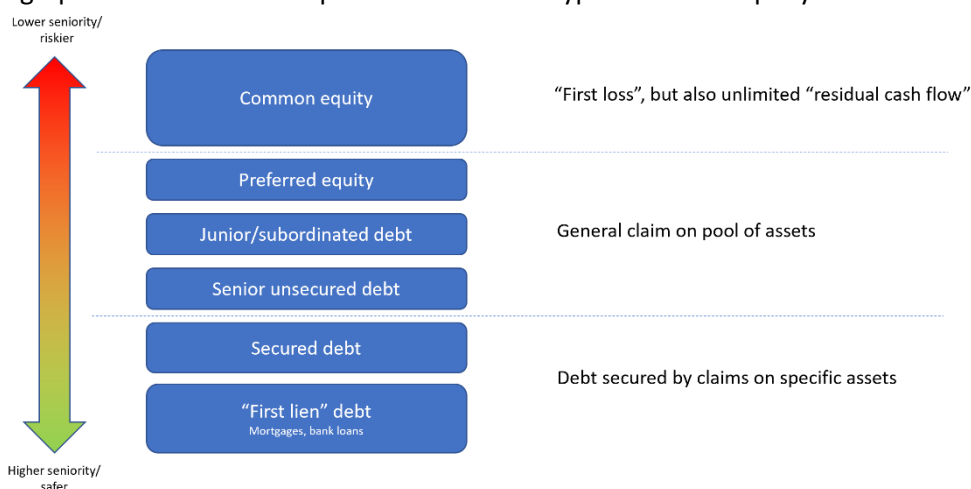 Lower seniority/
riskier
Common equity
“First loss”, but also unlimited “residual cash flow”
Preferred equity
Junior/subordinated debt
General claim on pool of assets
Senior unsecured debt
Secured debt
Debt secured by claims on specific assets
“First lien” debt
Mortgages, bank loans
Higher seniority/
safer